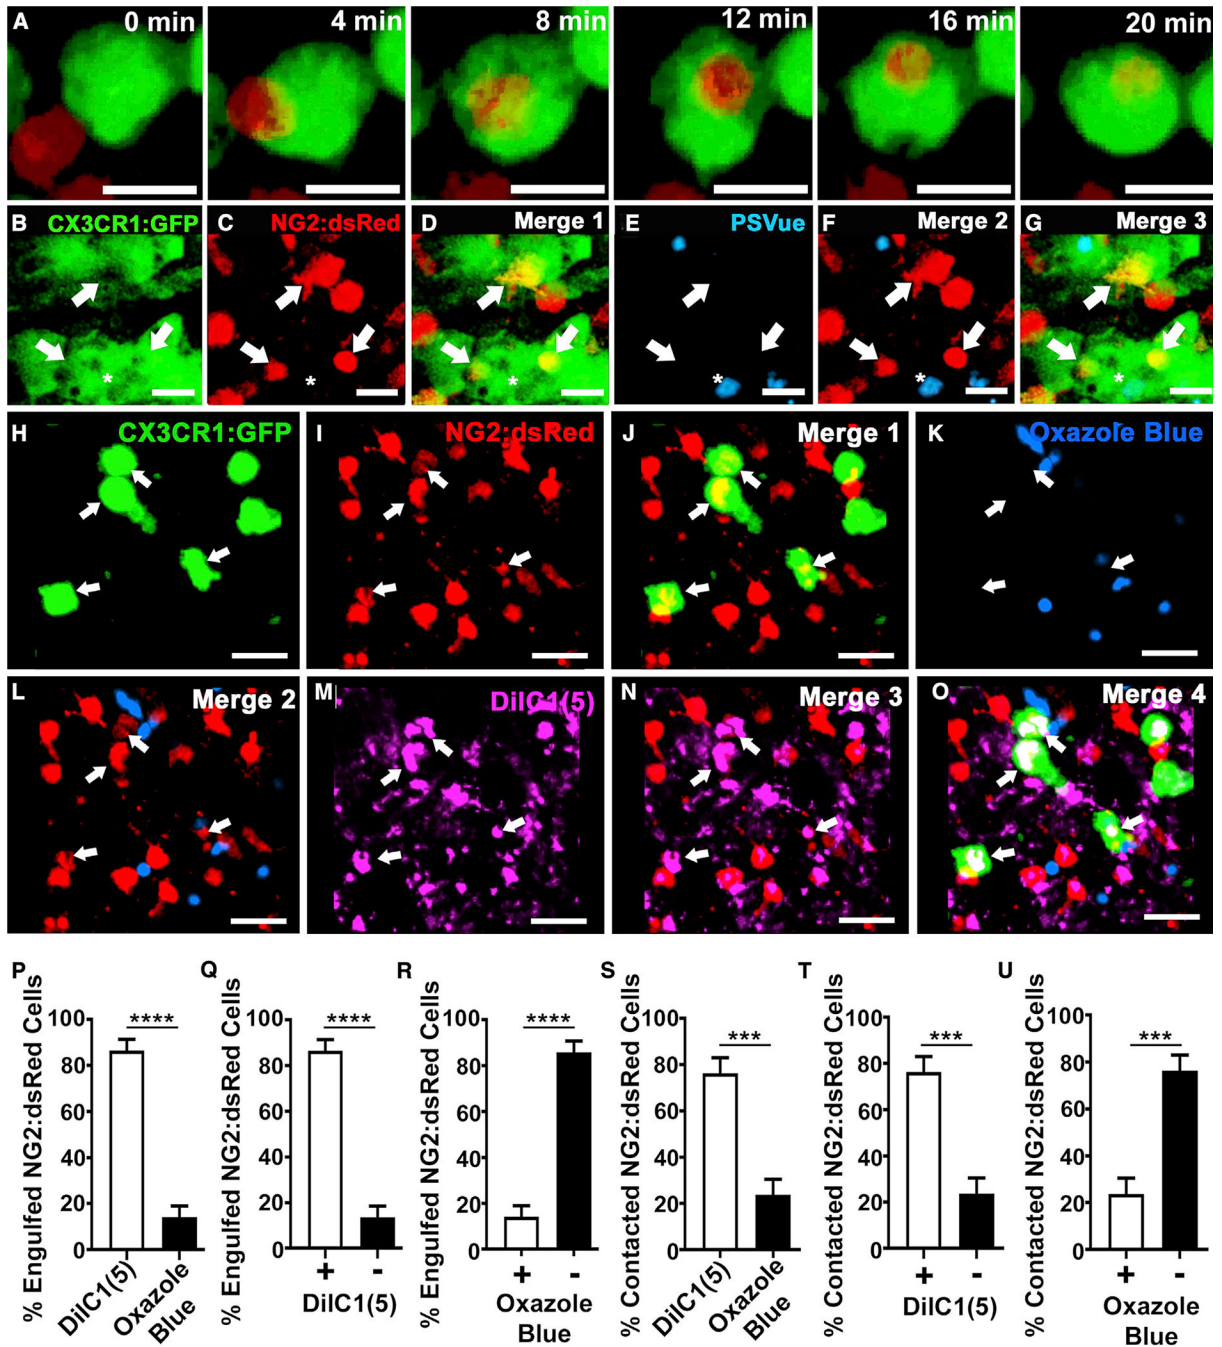 A 0 min 4 min 8 min 12 min 16 min 20 min
B CX3CR1:GFP C NG2:dsRed D Merge 1 E PSVue F Merge 2 G Merge 3
* * * * * *
H CX3CR1:GFP I NG2:dsRed J Merge 1 K Oxazole Blue
L Merge 2 M DilC1(5) N Merge 3 O Merge 4
P Q R S T U
% Engulfed NG2:dsRed Cells
100
80
60
40
20
0
****
DilC1(5)
Oxazole
Blue
% Engulfed NG2:dsRed Cells
100
80
60
40
20
0
****
+ -
DilC1(5)
% Engulfed NG2:dsRed Cells
100
80
60
40
20
0
****
+ -
Oxazole
Blue
% Contacted NG2:dsRed Cells
100
80
60
40
20
0
***
DilC1(5)
Oxazole
Blue
% Contacted NG2:dsRed Cells
100
80
60
40
20
0
***
+ -
DilC1(5)
% Contacted NG2:dsRed Cells
100
80
60
40
20
0
***
+ -
Oxazole
Blue